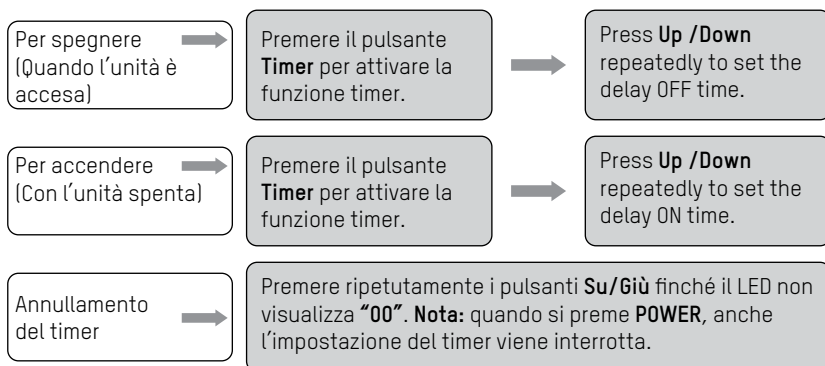 Per spegnere
(Quando l'unità è
accesa)
Premere il pulsante
Timer per attivare la
funzione timer.
Press Up /Down
repeatedly to set the
delay OFF time.
Per accendere
(Con l'unità spenta)
Premere il pulsante
Timer per attivare la
funzione timer.
Press Up /Down
repeatedly to set the
delay ON time.
Annullamento
del timer
Premere ripetutamente i pulsanti Su/Giù finché il LED non
visualizza "00". Nota: quando si preme POWER, anche
l'impostazione del timer viene interrotta.